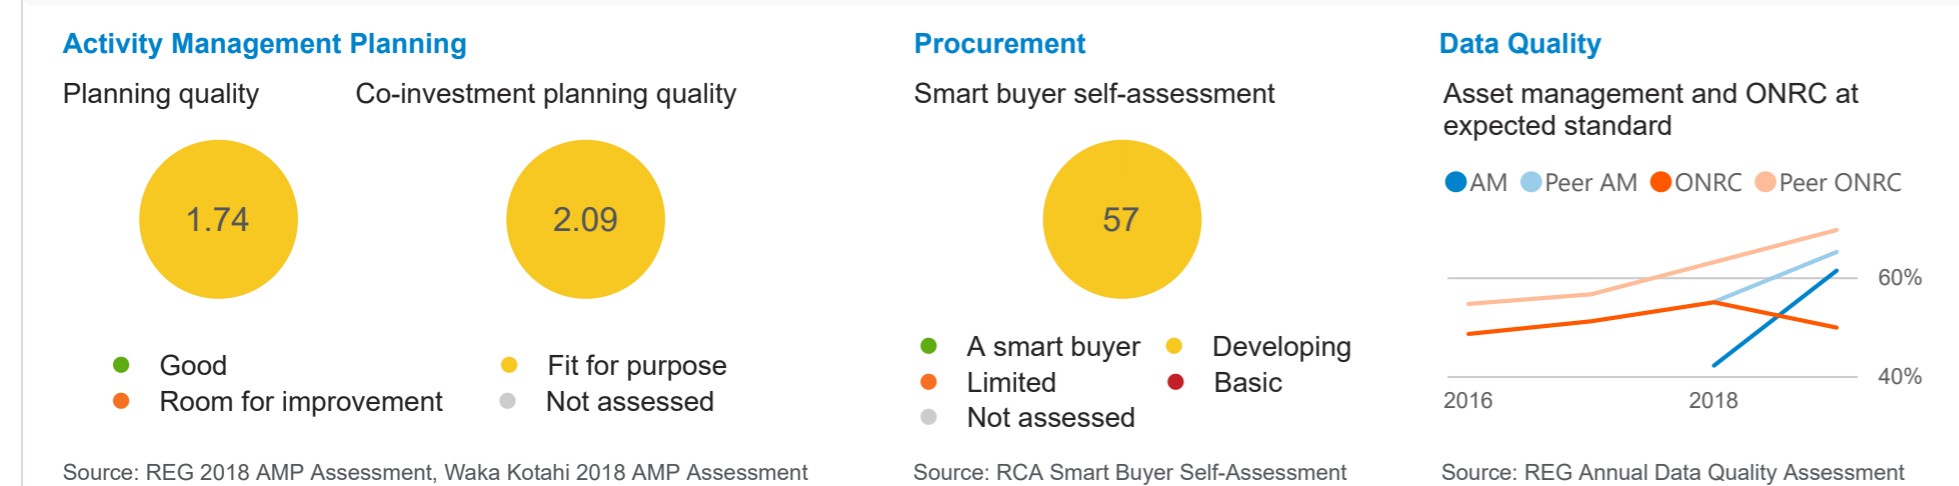 Activity Management Planning
Planning quality
Co-investment planning quality
1.74
2.09
Good
Fit for purpose
Room for improvement
Not assessed
Source: REG 2018 AMP Assessment, Waka Kotahi 2018 AMP Assessment
Procurement
Smart buyer self-assessment
57
A smart buyer
Developing
Limited
Basic
Not assessed
Source: RCA Smart Buyer Self-Assessment
Data Quality
Asset management and ONRC at
expected standard
AM Peer AM ONRC Peer ONRC
60%
40%
2016 2018
Source: REG Annual Data Quality Assessment